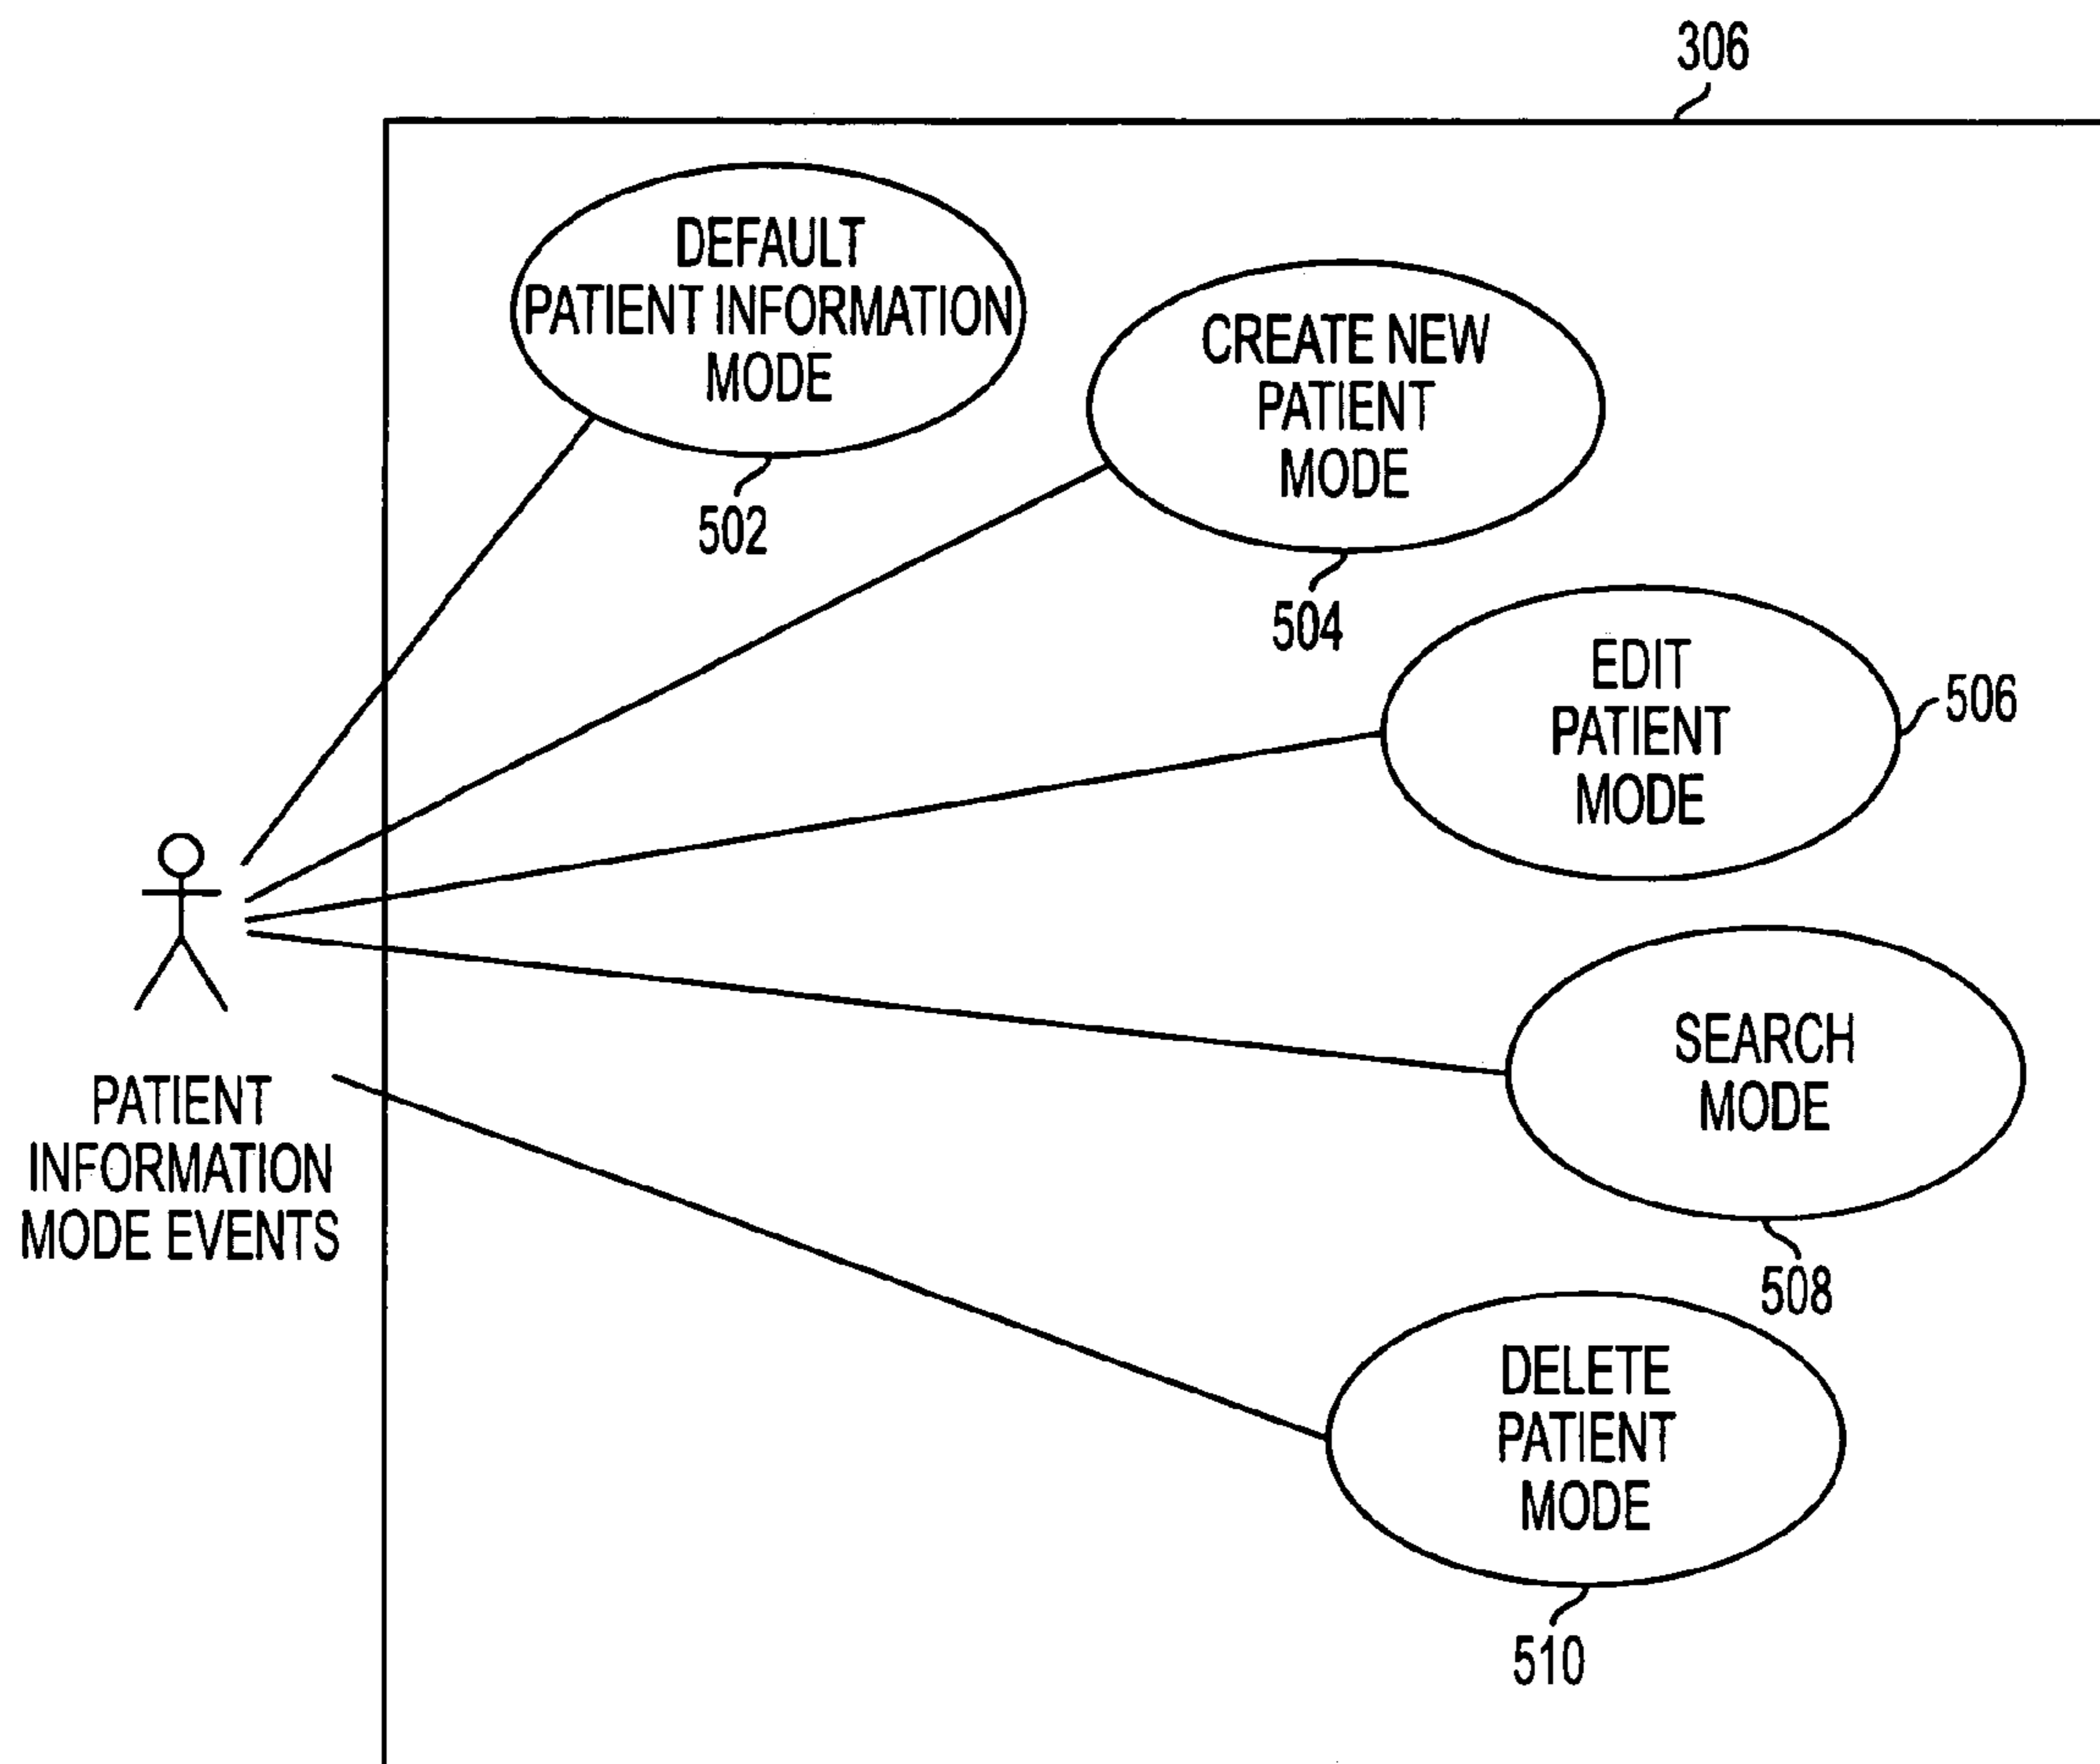 306
DEFAULT
PATIENT INFORMATION
MODE
502
CREATE NEW
PATIENT
MODE
504
EDIT
PATIENT
MODE
506
PATIENT
INFORMATION
MODE EVENTS
SEARCH
MODE
508
DELETE
PATIENT
MODE
510